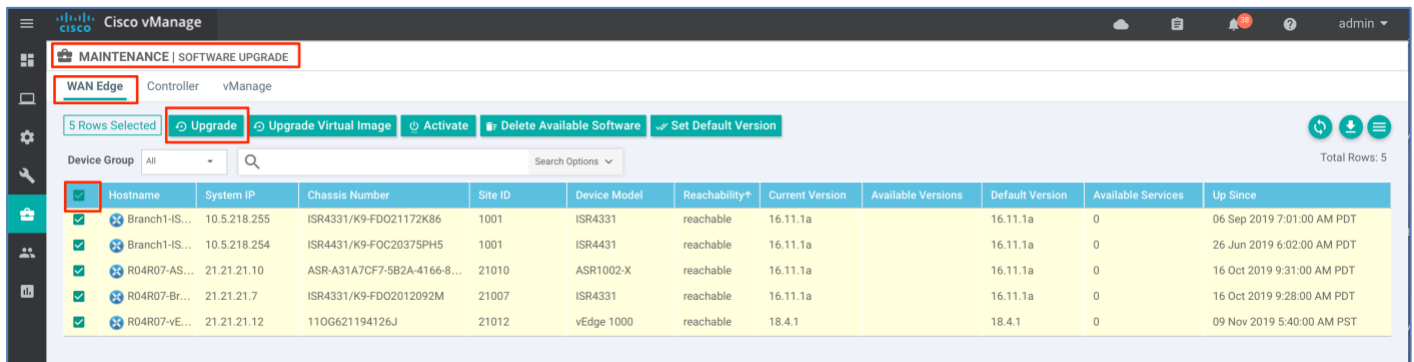 cisco Cisco vManage 38 admin
MAINTENANCE | SOFTWARE UPGRADE
WAN Edge Controller vManage
5 Rows Selected Upgrade Upgrade Virtual Image Activate Delete Available Software Set Default Version
Device Group All Search Options Total Rows: 5
Hostname System IP Chassis Number Site ID Device Model Reachability↑ Current Version Available Versions Default Version Available Services Up Since
Branch1-IS... 10.5.218.255 ISR4331/K9-FDO21172K86 1001 ISR4331 reachable 16.11.1a 16.11.1a 0 06 Sep 2019 7:01:00 AM PDT
Branch1-IS... 10.5.218.254 ISR4431/K9-FOC20375PH5 1001 ISR4431 reachable 16.11.1a 16.11.1a 0 26 Jun 2019 6:02:00 AM PDT
R04R07-AS... 21.21.21.10 ASR-A31A7CF7-5B2A-4166-8... 21010 ASR1002-X reachable 16.11.1a 16.11.1a 0 16 Oct 2019 9:31:00 AM PDT
R04R07-Br... 21.21.21.7 ISR4331/K9-FDO2012092M 21007 ISR4331 reachable 16.11.1a 16.11.1a 0 16 Oct 2019 9:28:00 AM PDT
R04R07-vE... 21.21.21.12 11OG621194126J 21012 vEdge 1000 reachable 18.4.1 18.4.1 0 09 Nov 2019 5:40:00 AM PST